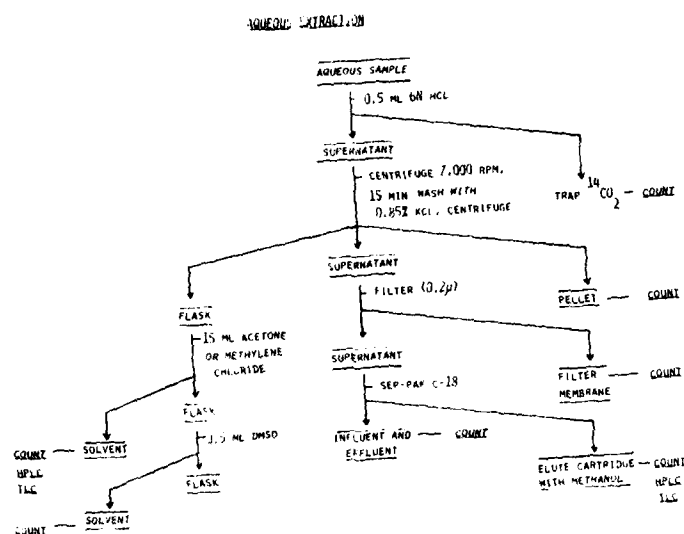 AQUEOUS EXTRACTION
AQUEOUS SAMPLE
0.5 ML 6N HCL
SUPERNATANT
CENTRIFUGE 7,000 RPM,
15 MIN WASH WITH
0.85% KCL, CENTRIFUGE
TRAP 14CO2 — COUNT
SUPERNATANT
FILTER (0.2µ)
PELLET — COUNT
FLASK
15 ML ACETONE
OR METHYLENE
CHLORIDE
SUPERNATANT
SEP-PAK C-18
FILTER — COUNT
MEMBRANE
FLASK
ML DMSO
COUNT — SOLVENT
HPLC
TLC
FLASK
INFLUENT AND — COUNT
EFFLUENT
ELUTE CARTRIDGE — COUNT
WITH METHANOL HPLC
TLC
COUNT — SOLVENT